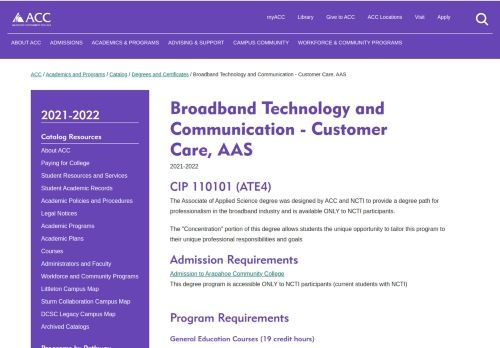 myACC Library Give to ACC ACC Locations Visit Apply
ACC
ABOUT ACC ADMISSIONS ACADEMICS & PROGRAMS ADVISING & SUPPORT CAMPUS COMMUNITY WORKFORCE & COMMUNITY PROGRAMS
ACC / Academics and Programs / Catalog / Degrees and Certificates / Broadband Technology and Communication - Customer Care, AAS
2021-2022
Catalog Resources
About ACC
Paying for College
Student Resources and Services
Student Academic Records
Academic Policies and Procedures
Legal Notices
Academic Programs
Academic Plans
Courses
Administrators and Faculty
Workforce and Community Programs
Littleton Campus Map
Sturm Collaboration Campus Map
DCSC Legacy Campus Map
Archived Catalogs
Programs by Pathway
Broadband Technology and
Communication - Customer
Care, AAS
2021-2022
CIP 110101 (ATE4)
The Associate of Applied Science degree was designed by ACC and NCTI to provide a degree path for
professionalism in the broadband industry and is available ONLY to NCTI participants.
The "Concentration" portion of this degree allows students the unique opportunity to tailor this program to
their unique professional responsibilities and goals
Admission Requirements
Admission to Arapahoe Community College
This degree program is accessible ONLY to NCTI participants (current students with NCTI)
Program Requirements
General Education Courses (19 credit hours)